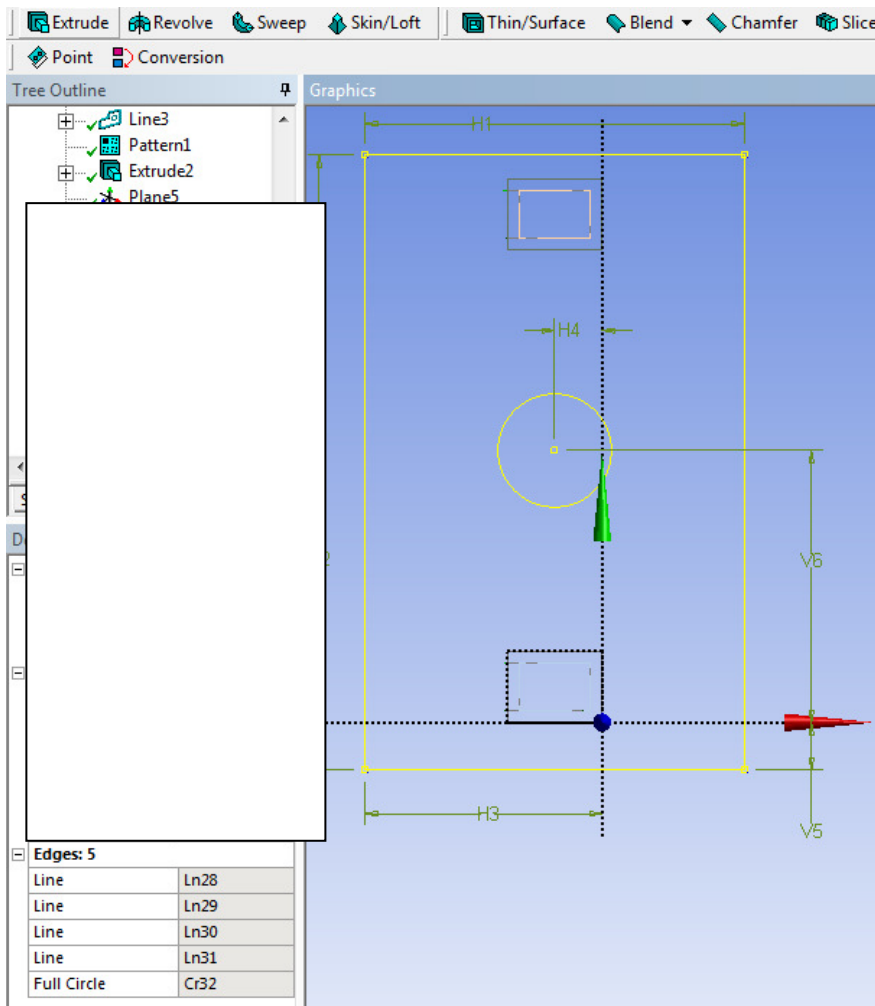 Extrude Revolve Sweep Skin/Loft Thin/Surface Blend Chamfer Slice
Point Conversion
Tree Outline
Graphics
Line3
Pattern1
Extrude2
Plane5
H1
H4
V6
H3
V5
Edges: 5
Line Ln28
Line Ln29
Line Ln30
Line Ln31
Full Circle Cr32